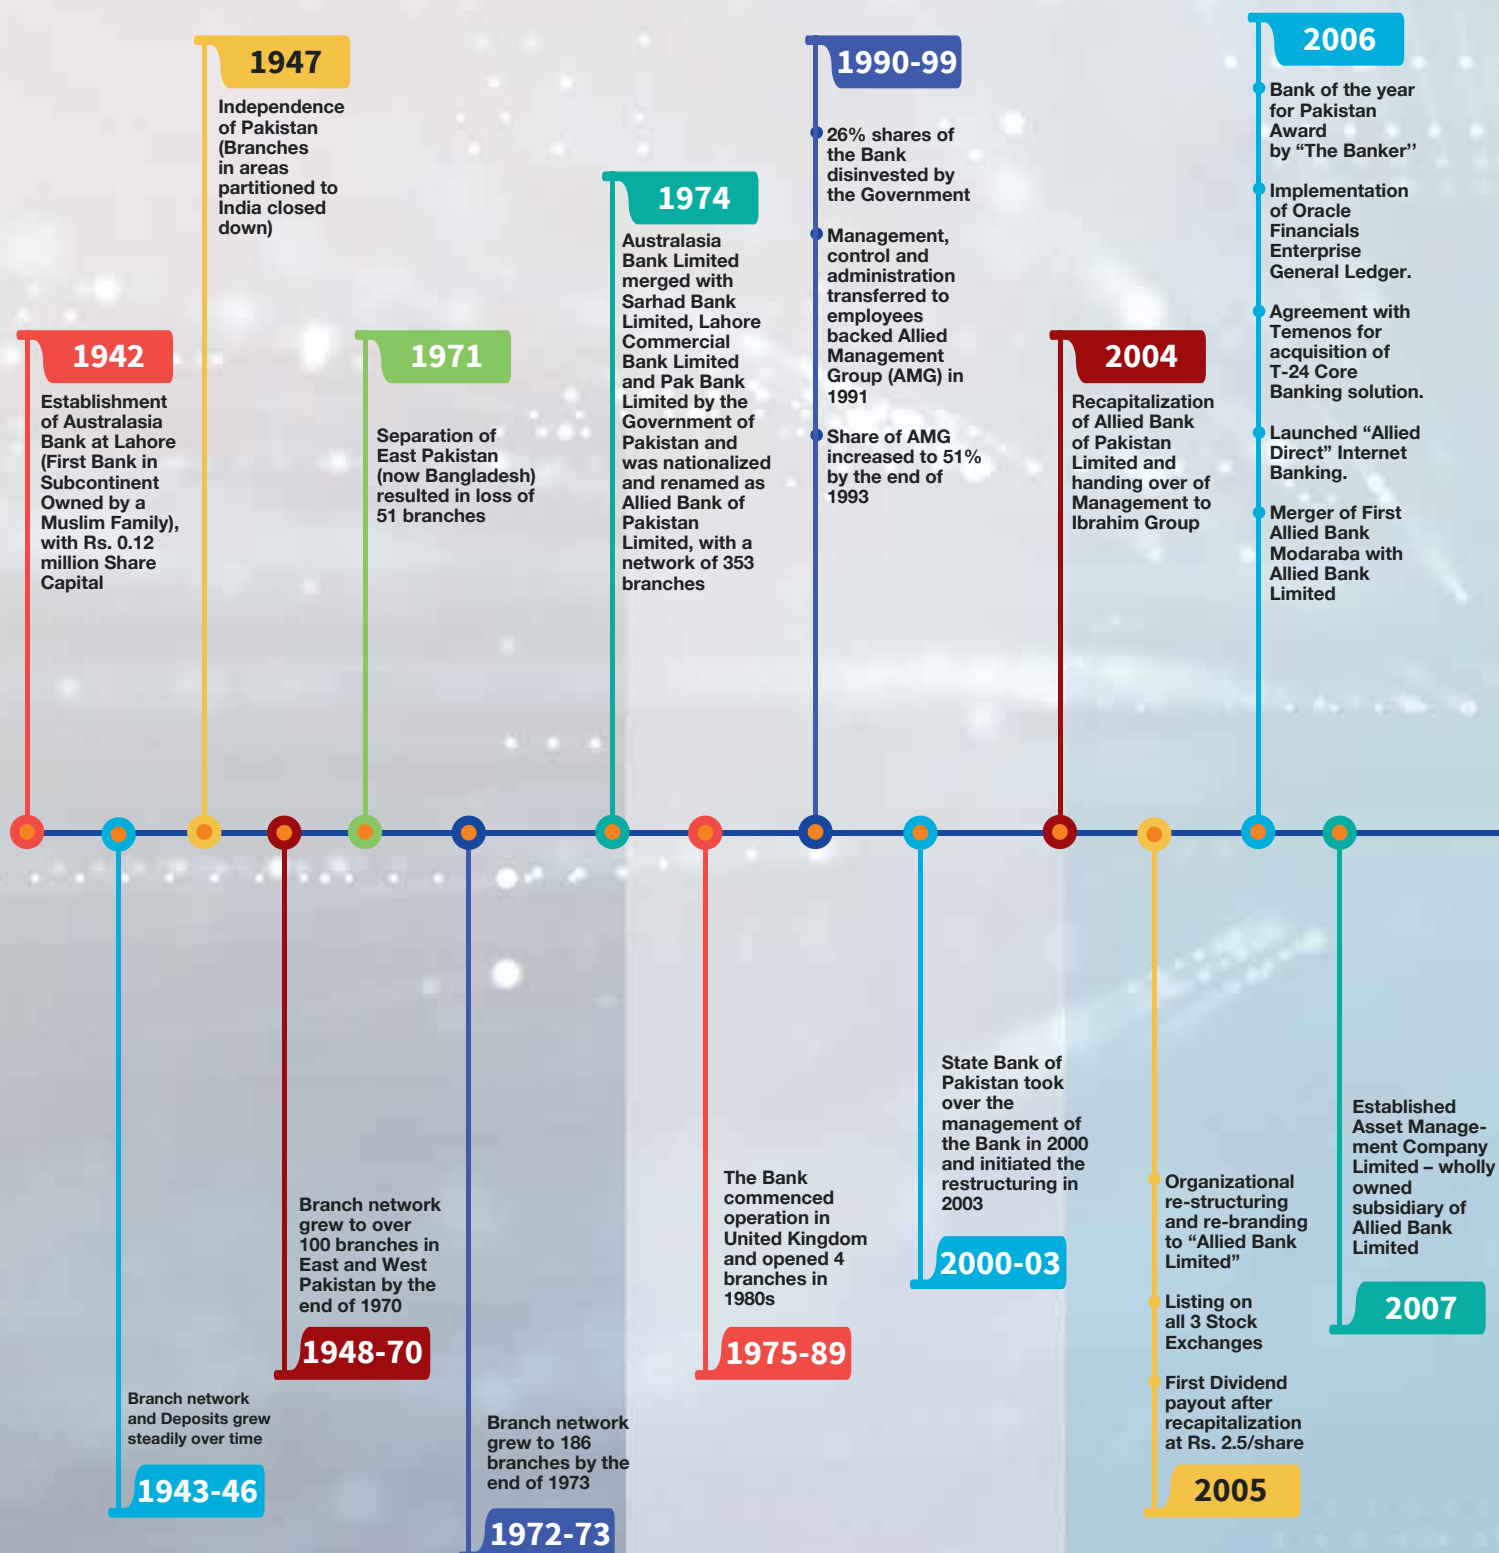 1942
Establishment
of Australasia
Bank at Lahore
(First Bank in
Subcontinent
Owned by a
Muslim Family),
with Rs. 0.12
million Share
Capital
Branch network
and Deposits grew
steadily over time
1943-46
1947
Independence
of Pakistan
(Branches
in areas
partitioned to
India closed
down)
Branch network
grew to over
100 branches in
East and West
Pakistan by the
end of 1970
1948-70
1971
Separation of
East Pakistan
(now Bangladesh)
resulted in loss of
51 branches
Branch network
grew to 186
branches by the
end of 1973
1972-73
1974
Australasia
Bank Limited
merged with
Sarhad Bank
Limited, Lahore
Commercial
Bank Limited
and Pak Bank
Limited by the
Government of
Pakistan and
was nationalized
and renamed as
Allied Bank of
Pakistan
Limited, with a
network of 353
branches
The Bank
commenced
operation in
United Kingdom
and opened 4
branches in
1980s
1975-89
1990-99
26% shares of
the Bank
disinvested by
the Government
Management,
control and
administration
transferred to
employees
backed Allied
Management
Group (AMG) in
1991
Share of AMG
increased to 51%
by the end of
1993
State Bank of
Pakistan took
over the
management of
the Bank in 2000
and initiated the
restructuring in
2003
2000-03
2004
Recapitalization
of Allied Bank
of Pakistan
Limited and
handing over of
Management to
Ibrahim Group
Organizational
re-structuring
and re-branding
to “Allied Bank
Limited”
Listing on
all 3 Stock
Exchanges
First Dividend
payout after
recapitalization
at Rs. 2.5/share
2005
2006
Bank of the year
for Pakistan
Award
by “The Banker’’
Implementation
of Oracle
Financials
Enterprise
General Ledger.
Agreement with
Temenos for
acquisition of
T-24 Core
Banking solution.
Launched “Allied
Direct” Internet
Banking.
Merger of First
Allied Bank
Modaraba with
Allied Bank
Limited
Established
Asset Manage-
ment Company
Limited – wholly
owned
subsidiary of
Allied Bank
Limited
2007